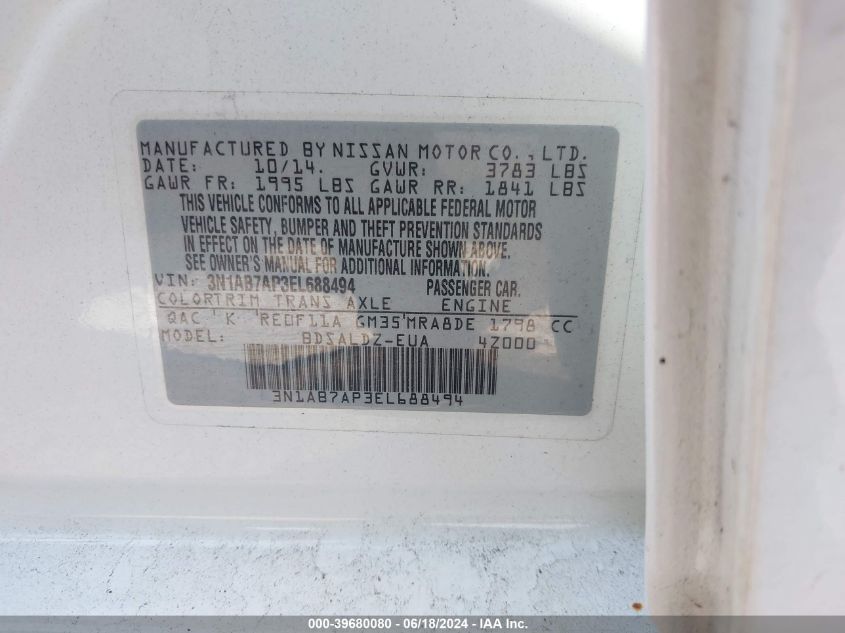 MANUFACTURED BY NISSAN MOTOR CO., LTD.
DATE: 10/14. GVWR: 3783 LBS
GAWR FR: 1995 LBS GAWR RR: 1841 LBS
THIS VEHICLE CONFORMS TO ALL APPLICABLE FEDERAL MOTOR
VEHICLE SAFETY, BUMPER AND THEFT PREVENTION STANDARDS
IN EFFECT ON THE DATE OF MANUFACTURE SHOWN ABOVE.
SEE OWNER'S MANUAL FOR ADDITIONAL INFORMATION.
VIN: 3N1AB7AP3EL688494 PASSENGER CAR.
COLORTRIM TRANS AXLE ENGINE
QAC K RE0F11A GM35 MRA8DE 1798 CC
MODEL: BDSALDZ-EUA 4Z000
3N1AB7AP3EL688494
000-39680080 - 06/18/2024 - IAA Inc.